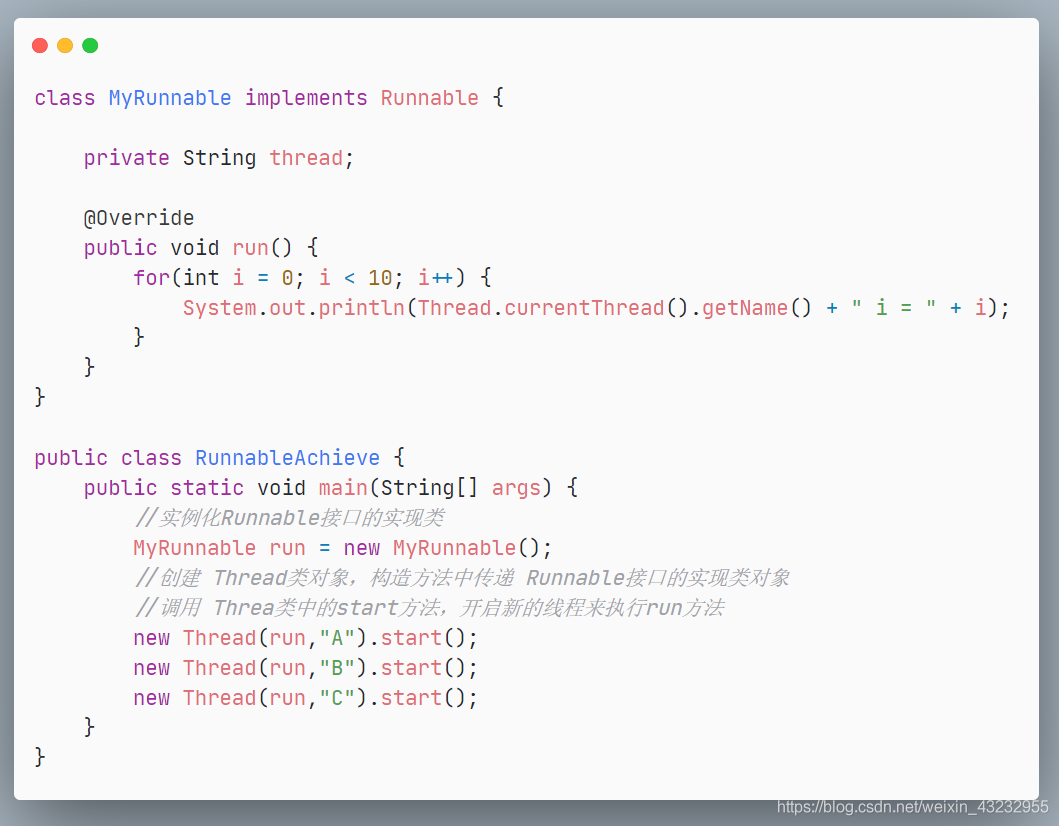 class MyRunnable implements Runnable {
    private String thread;
    @Override
    public void run() {
        for(int i = 0; i < 10; i++) {
            System.out.println(Thread.currentThread().getName() + " i = " + i);
        }
    }
}
public class RunnableAchieve {
    public static void main(String[] args) {
        //实例化Runnable接口的实现类
        MyRunnable run = new MyRunnable();
        //创建 Thread类对象，构造方法中传递 Runnable接口的实现类对象
        //调用 Threa类中的start方法，开启新的线程来执行run方法
        new Thread(run,"A").start();
        new Thread(run,"B").start();
        new Thread(run,"C").start();
    }
}
https://blog.csdn.net/weixin_43232955